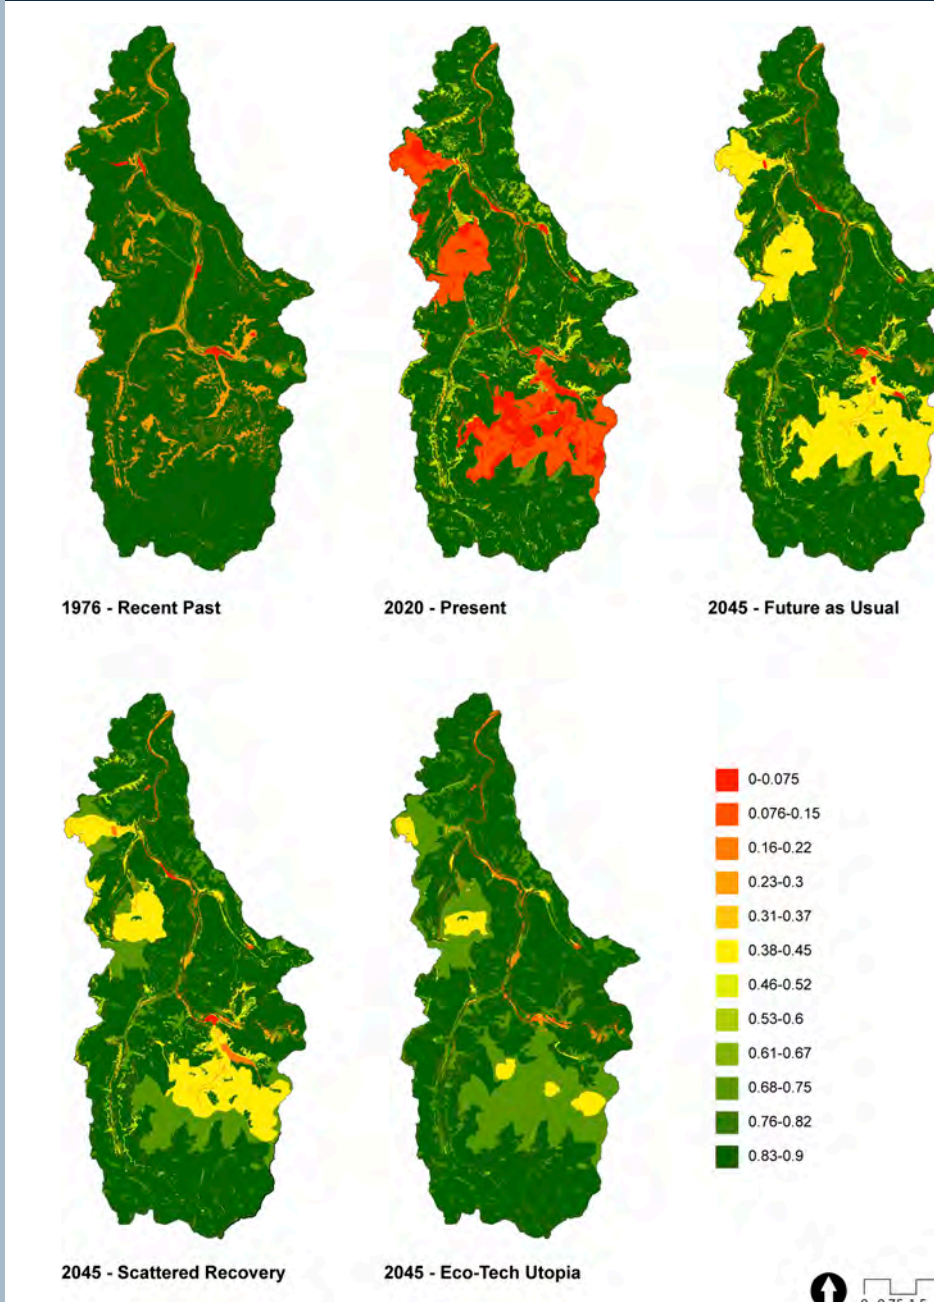 1976 - Recent Past
2020 - Present
2045 - Future as Usual
0-0.075
0.076-0.15
0.16-0.22
0.23-0.3
0.31-0.37
0.38-0.45
0.46-0.52
0.53-0.6
0.61-0.67
0.68-0.75
0.76-0.82
0.83-0.9
2045 - Scattered Recovery
2045 - Eco-Tech Utopia